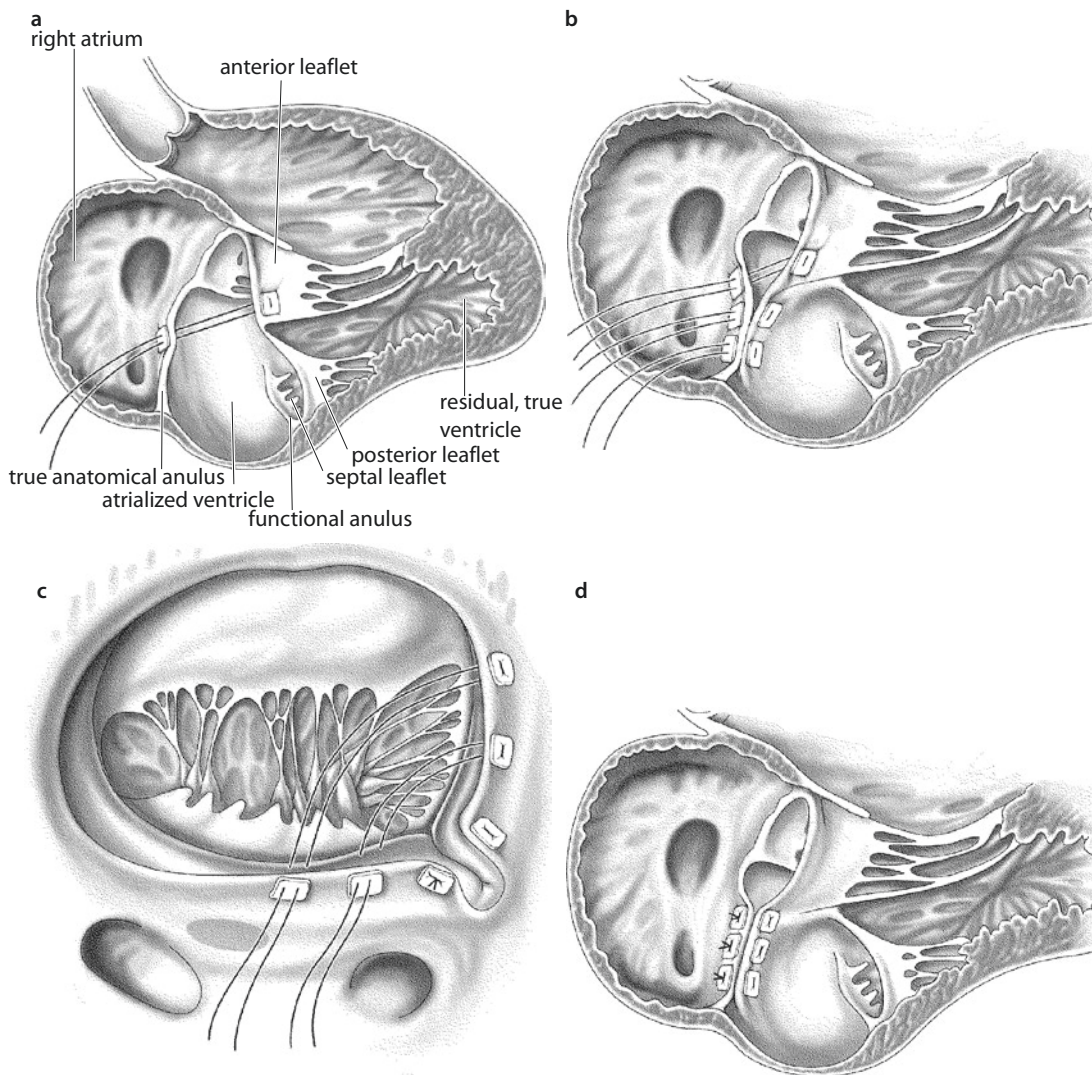 a
right atrium
anterior leaflet
residual, true
ventricle
posterior leaflet
true anatomical anulus
septal leaflet
atrialized ventricle
functional anulus
b
c
d